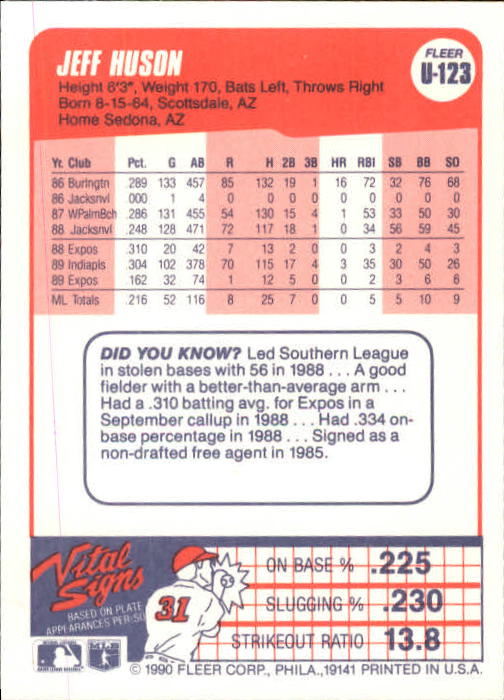 JEFF HUSON
FLEER
U-123
Height 6'3", Weight 170, Bats Left, Throws Right
Born 8-15-64, Scottsdale, AZ
Home Sedona, AZ
Yr. Club Pct. G AB R H 2B 3B HR RBI SB BB SO
86 Burlngtn .289 133 457 85 132 19 1 16 72 32 76 68
86 Jacksnvl .000 1 4 0 0 0 0 0 0 0 0 0
87 WPalmBch .286 131 455 54 130 15 4 1 53 33 50 30
88 Jacksnvl .248 128 471 72 117 18 1 0 34 56 59 45
88 Expos .310 20 42 7 13 2 0 0 3 2 4 3
89 Indiapls .304 102 378 70 115 17 4 3 35 30 50 26
89 Expos .162 32 74 1 12 5 0 0 2 3 6 6
ML Totals .216 52 116 8 25 7 0 0 5 5 10 9
DID YOU KNOW? Led Southern League
in stolen bases with 56 in 1988 . . . A good
fielder with a better-than-average arm . . .
Had a .310 batting avg. for Expos in a
September callup in 1988 . . . Had .334 on-
base percentage in 1988 . . . Signed as a
non-drafted free agent in 1985.
Vital
Signs
BASED ON PLATE
APPEARANCES PER-50
31
ON BASE % .225
SLUGGING % .230
STRIKEOUT RATIO 13.8
© 1990 FLEER CORP., PHILA.,19141 PRINTED IN U.S.A.